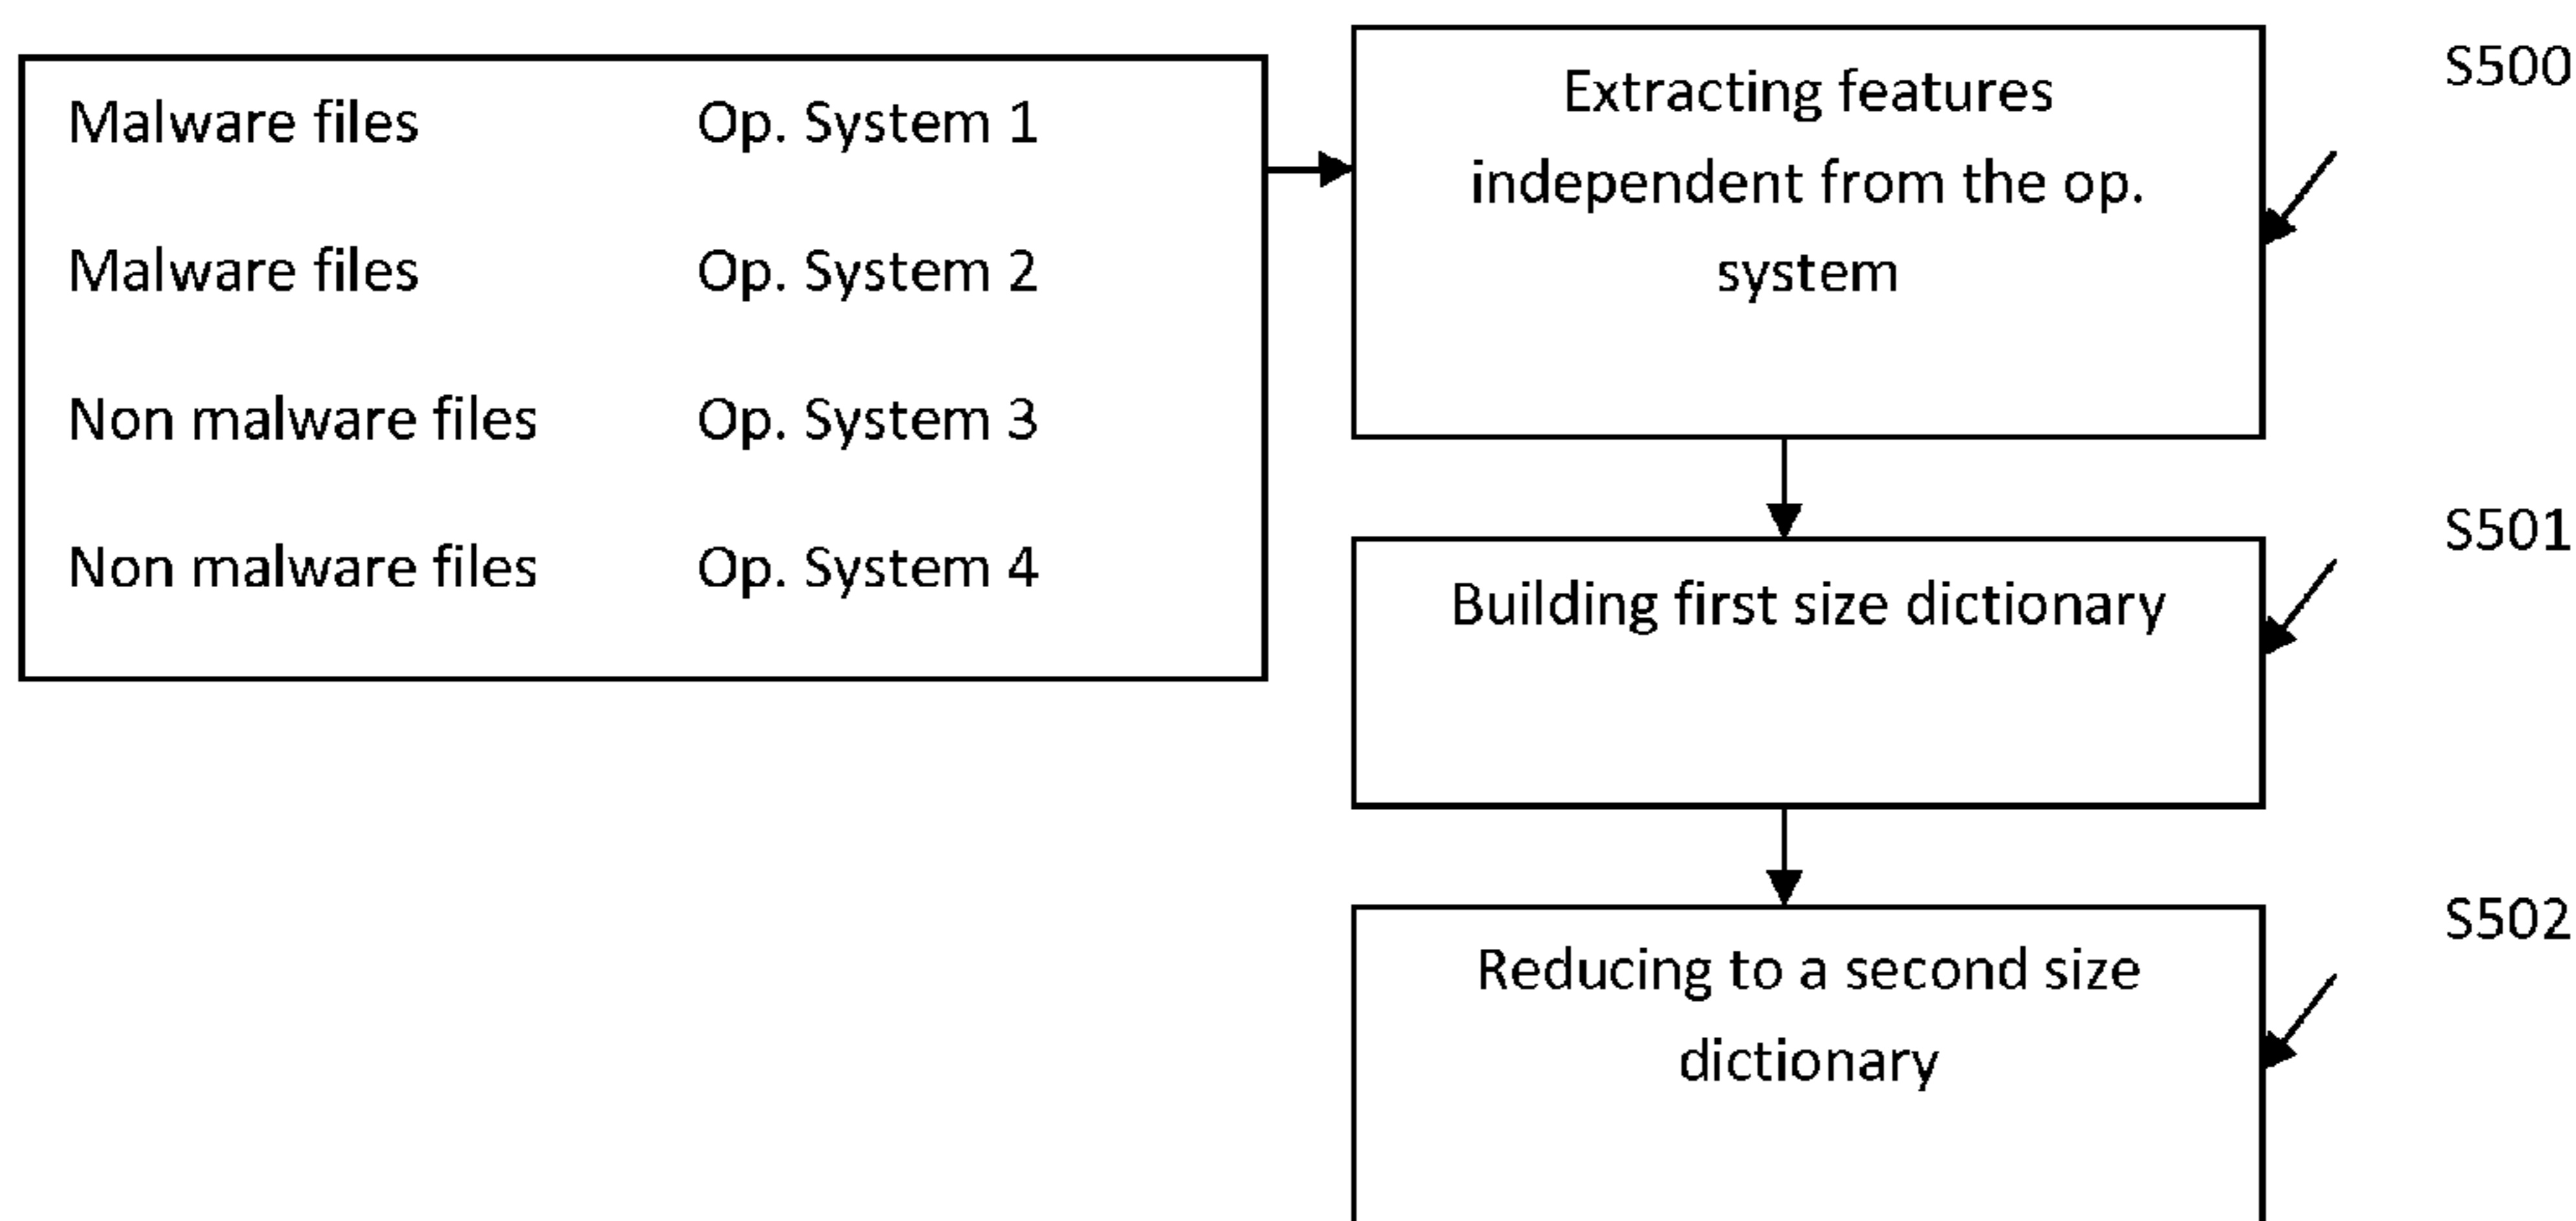 Malware files Op. System 1
Malware files Op. System 2
Non malware files Op. System 3
Non malware files Op. System 4
Extracting features
independent from the op.
system
S500
Building first size dictionary
S501
Reducing to a second size
dictionary
S502